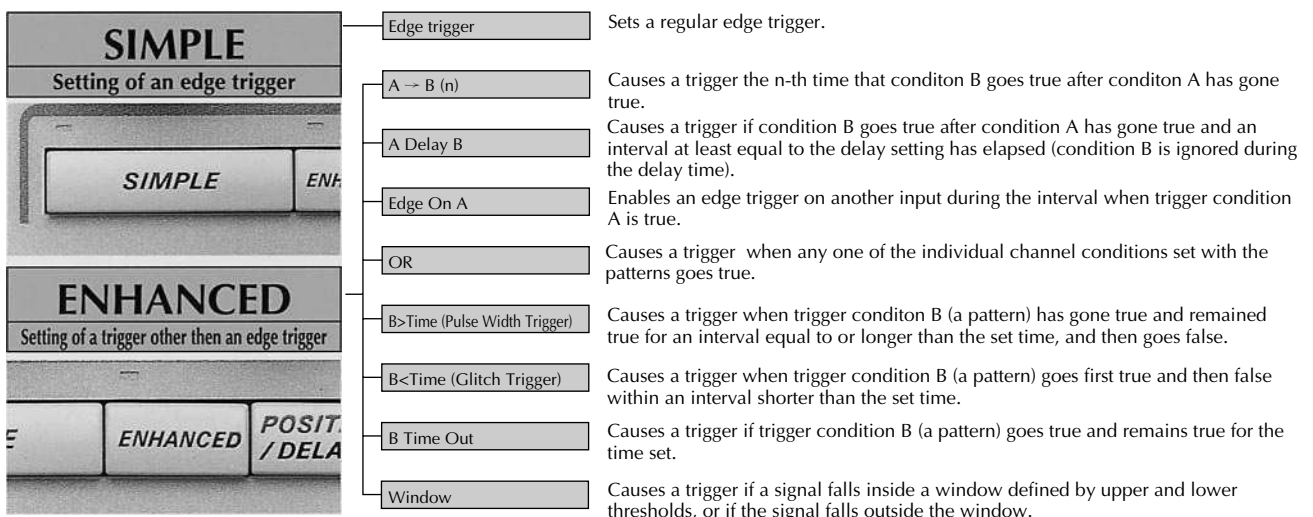 SIMPLE
Setting of an edge trigger
SIMPLE
ENHANCED
Setting of a trigger other then an edge trigger
ENHANCED
POSIT
/ DELA
Edge trigger
Sets a regular edge trigger.
A → B (n)
Causes a trigger the n-th time that conditon B goes true after conditon A has gone
true.
A Delay B
Causes a trigger if condition B goes true after condition A has gone true and an
interval at least equal to the delay setting has elapsed (condition B is ignored during
the delay time).
Edge On A
Enables an edge trigger on another input during the interval when trigger condition
A is true.
OR
Causes a trigger when any one of the individual channel conditions set with the
patterns goes true.
B>Time (Pulse Width Trigger)
Causes a trigger when trigger conditon B (a pattern) has gone true and remained
true for an interval equal to or longer than the set time, and then goes false.
B<Time (Glitch Trigger)
Causes a trigger when trigger condition B (a pattern) goes first true and then false
within an interval shorter than the set time.
B Time Out
Causes a trigger if trigger condition B (a pattern) goes true and remains true for the
time set.
Window
Causes a trigger if a signal falls inside a window defined by upper and lower
thresholds, or if the signal falls outside the window.